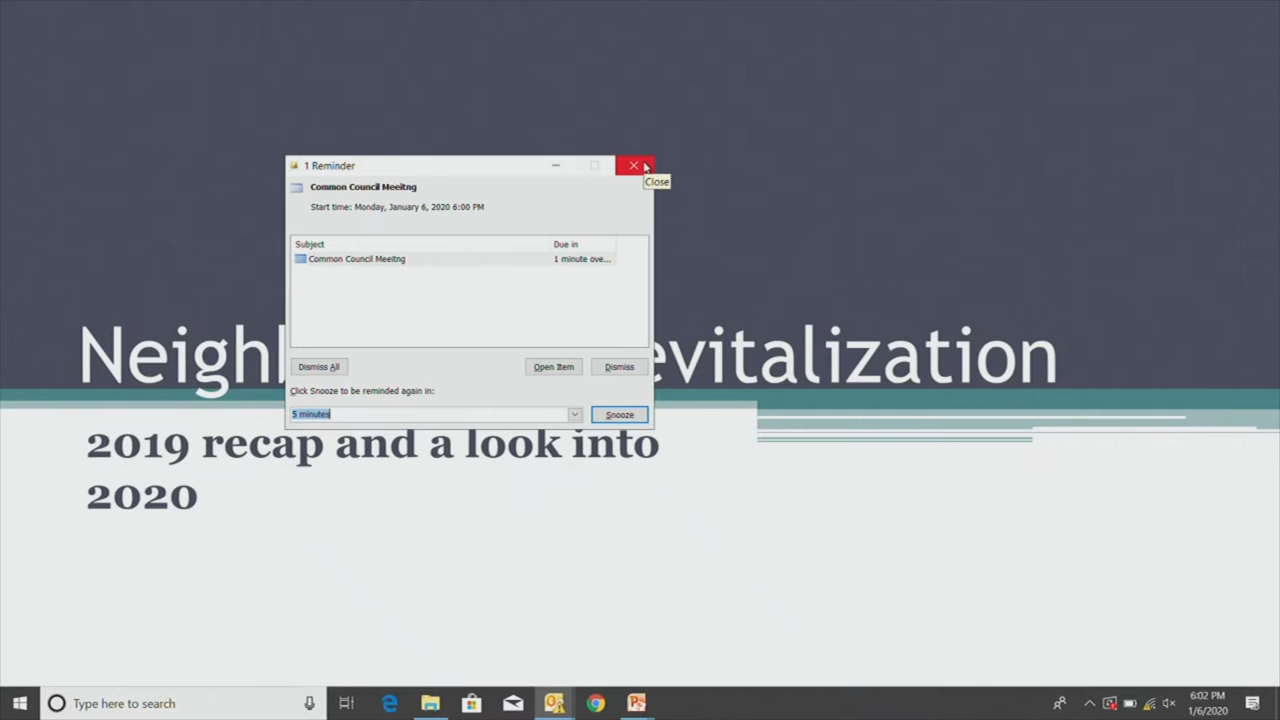 1 Reminder
Close
Common Council Meeitng
Start time: Monday, January 6, 2020 6:00 PM
Subject Due in
Common Council Meeitng 1 minute ove...
Neigh evitalization
Dismiss All Open Item Dismiss
Click Snooze to be reminded again in:
5 minutes Snooze
2019 recap and a look into
2020
Type here to search
6:02 PM
1/6/2020